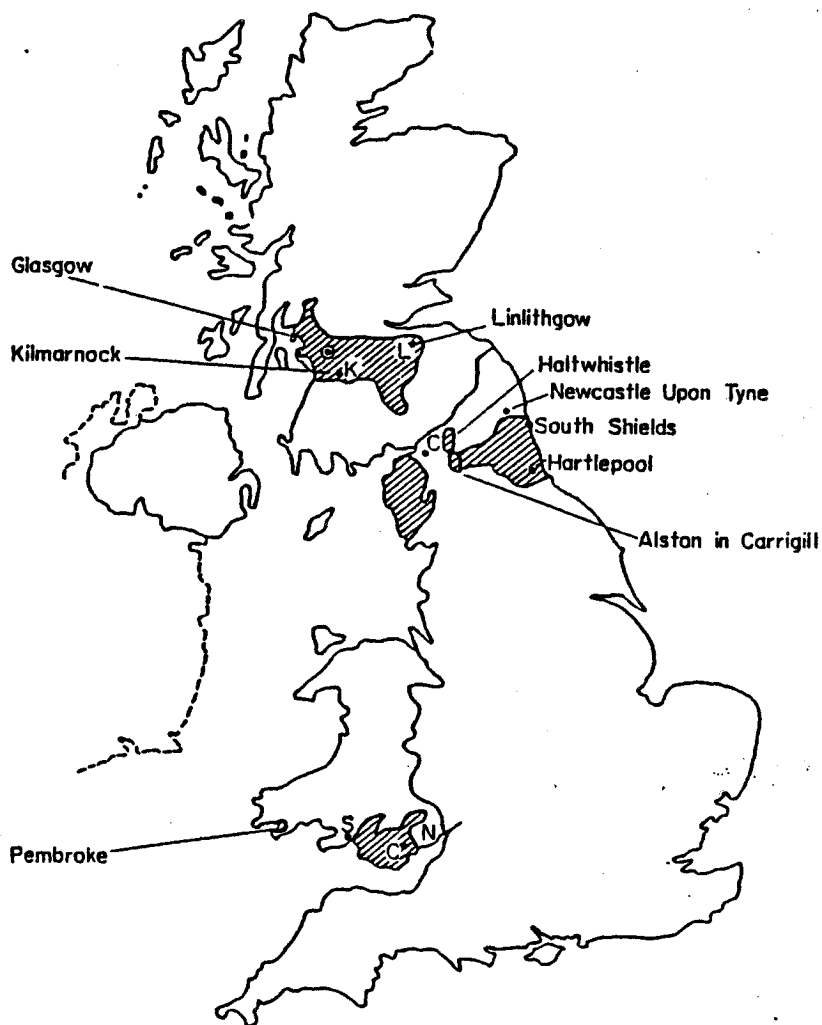 Glasgow
Linlithgow
Kilmarnock
G
L
K
Haltwhistle
Newcastle Upon Tyne
South Shields
C
Hartlepool
Alston in Carrigill
S
N
C
Pembroke